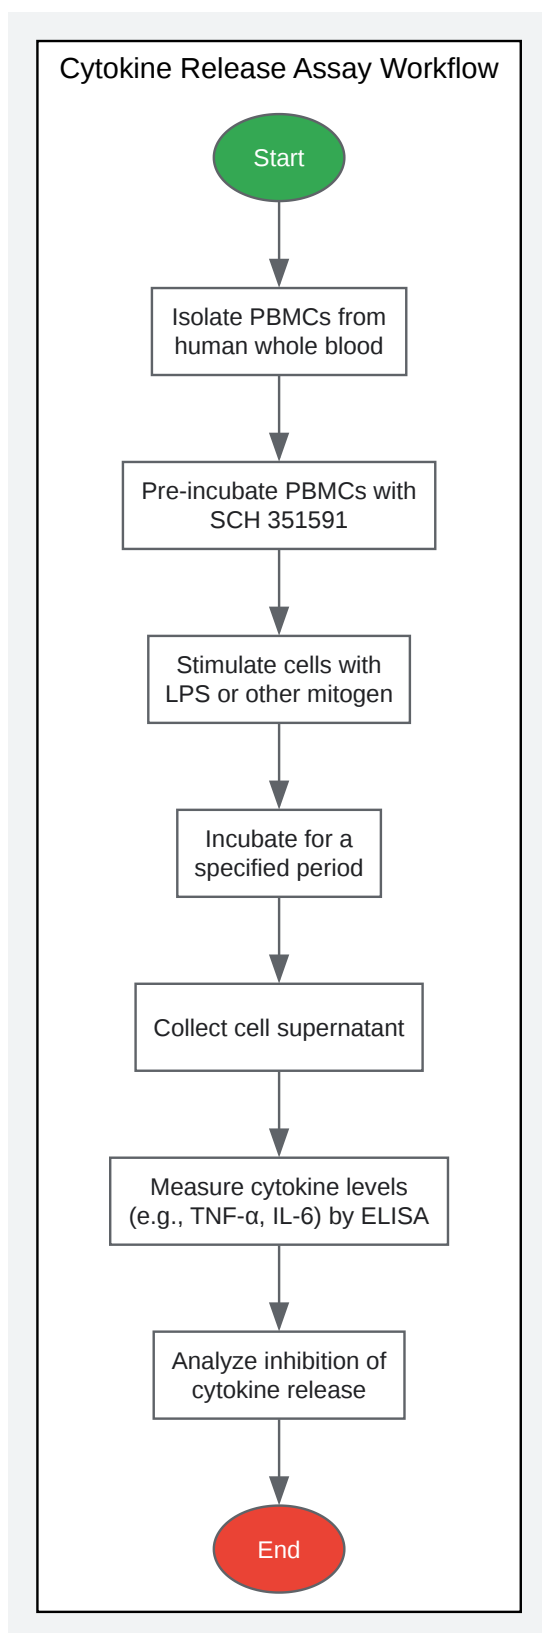 Cytokine Release Assay Workflow
Start
Isolate PBMCs from
human whole blood
Pre-incubate PBMCs with
SCH 351591
Stimulate cells with
LPS or other mitogen
Incubate for a
specified period
Collect cell supernatant
Measure cytokine levels
(e.g., TNF-α, IL-6) by ELISA
Analyze inhibition of
cytokine release
End